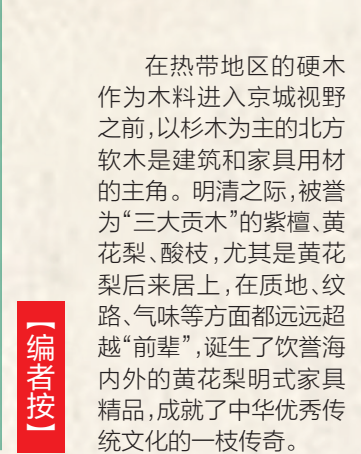 【编者按】
在热带地区的硬木
作为木料进入京城视野
之前，以杉木为主的北方
软木是建筑和家具用材
的主角。明清之际，被誉
为“三大贡木”的紫檀、黄
花梨、酸枝，尤其是黄花
梨后来居上，在质地、纹
路、气味等方面都远远超
越“前辈”，诞生了饮誉海
内外的黄花梨明式家具
精品，成就了中华优秀传
统文化的一枝传奇。